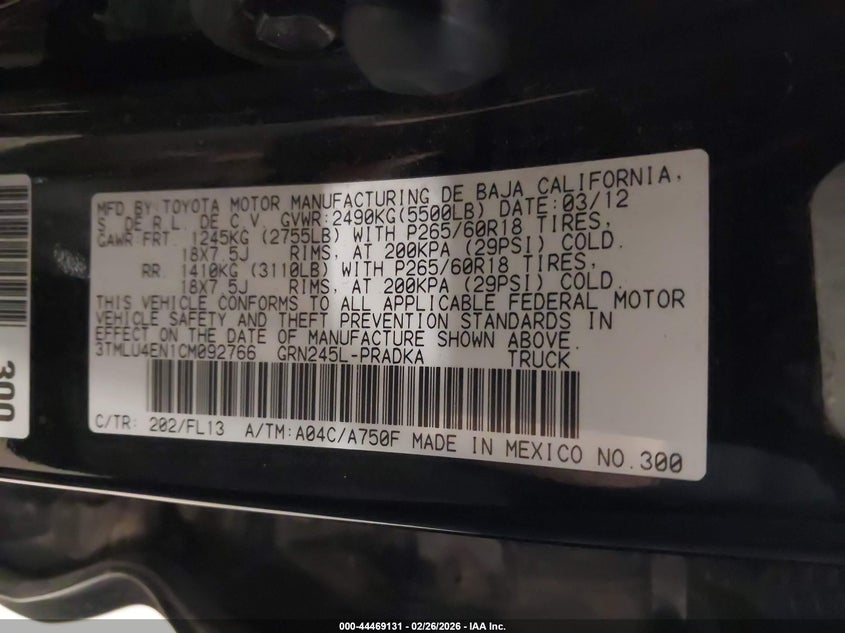 MFD BY:TOYOTA MOTOR MANUFACTURING DE BAJA CALIFORNIA,
S. DE R.L. DE C.V. GVWR:2490KG(5500LB) DATE:03/12
GAWR FRT. 1245KG (2755LB) WITH P265/60R18 TIRES,
18X7.5J RIMS, AT 200KPA (29PSI) COLD.
RR. 1410KG (3110LB) WITH P265/60R18 TIRES,
18X7.5J RIMS, AT 200KPA (29PSI) COLD.
THIS VEHICLE CONFORMS TO ALL APPLICABLE FEDERAL MOTOR
VEHICLE SAFETY AND THEFT PREVENTION STANDARDS IN
EFFECT ON THE DATE OF MANUFACTURE SHOWN ABOVE.
3TMLU4EN1CM092766 GRN245L-PRADKA TRUCK
C/TR: 202/FL13 A/TM:A04C/A750F MADE IN MEXICO NO.300
300
000-44469131 - 02/26/2026 - IAA Inc.